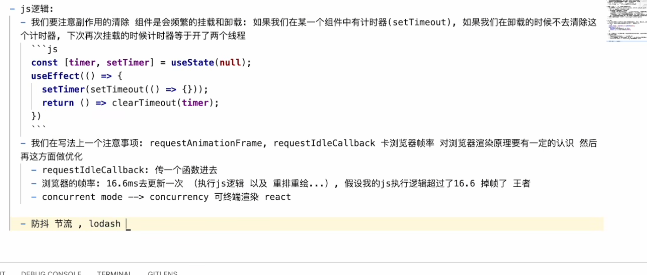 - js逻辑:
- 我们要注意副作用的清除 组件是会频繁的挂载和卸载: 如果我们在某一个组件中有计时器(setTimeout), 如果我们在卸载的时候不去清除这
个计时器, 下次再次挂载的时候计时器等于开了两个线程
```js
const [timer, setTimer] = useState(null);
useEffect(() => {
setTimer(setTimeout(() => {}));
return () => clearTimeout(timer);
})
```
- 我们在写法上一个注意事项: requestAnimationFrame, requestIdleCallback 卡浏览器帧率 对浏览器渲染原理要有一定的认识 然后
再这方面做优化
- requestIdleCallback: 传一个函数进去
- 浏览器的帧率: 16.6ms去更新一次 (执行js逻辑 以及 重排重绘...), 假设我的js执行逻辑超过了16.6 掉帧了 王者
- concurrent mode --> concurrency 可终端渲染 react
- 防抖 节流 , lodash
DEBUG CONSOLE TERMINAL GITLENS